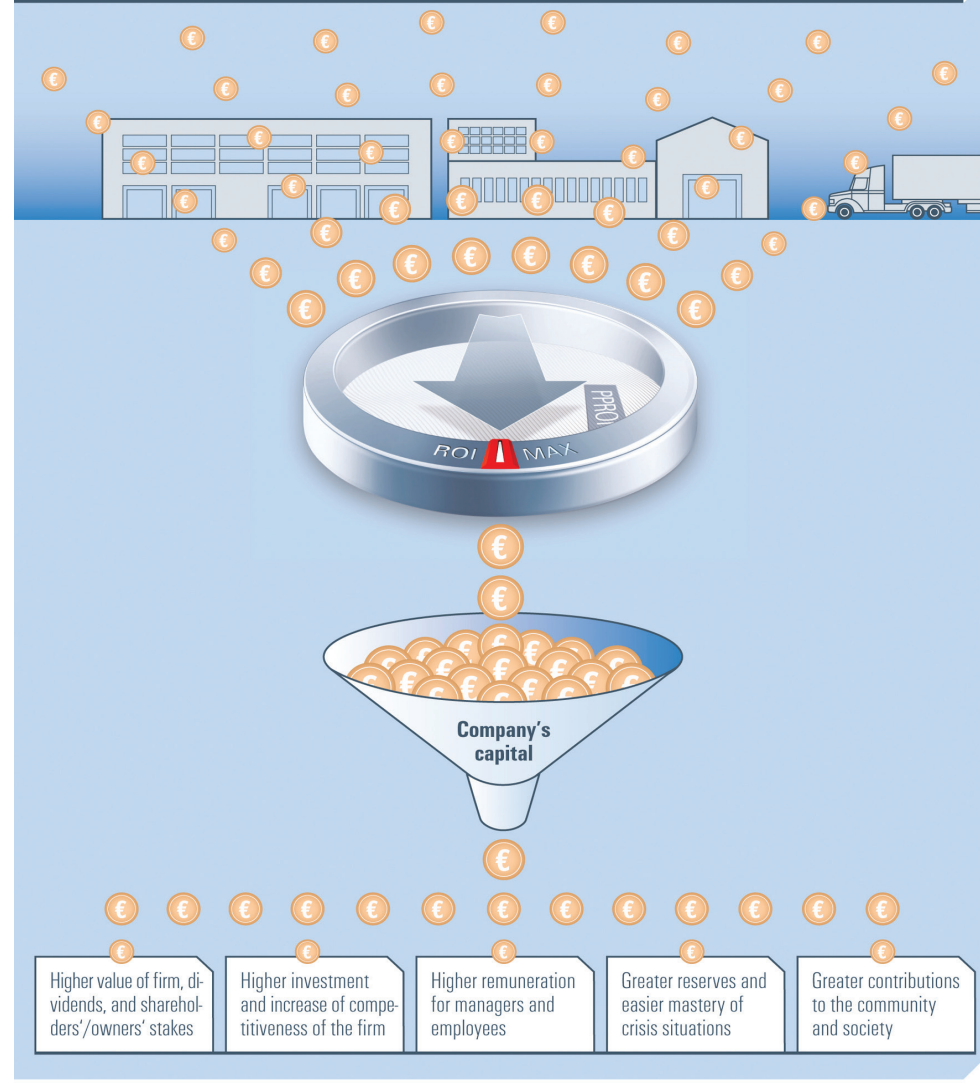 PPROI
ROI MAX
Company's
capital
Higher value of firm, di-
vidends, and sharehol-
ders'/owners' stakes
Higher investment
and increase of compe-
titiveness of the firm
Higher remuneration
for managers and
employees
Greater reserves and
easier mastery of
crisis situations
Greater contributions
to the community
and society